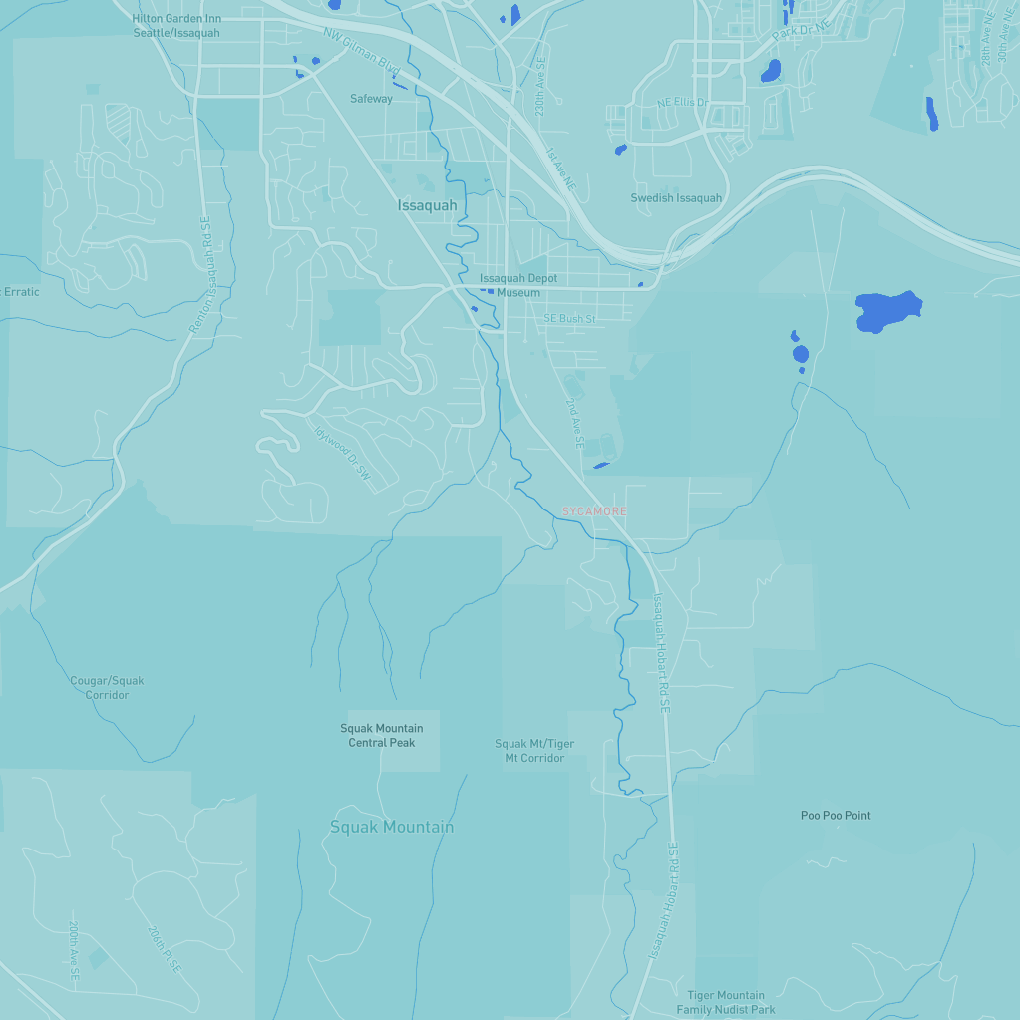 Hilton Garden Inn
Seattle/Issaquah
NW Gilman Blvd
Park Dr NE
28th Ave NE
30th Ave NE
230th Ave SE
Safeway
NE Ellis Dr
1st Ave NE
Swedish Issaquah
Issaquah
Renton Issaquah Rd SE
Erratic
Issaquah Depot
Museum
SE Bush St
2nd Ave SE
Idylwood Dr SW
SYCAMORE
Issaquah Hobart Rd SE
Cougar/Squak
Corridor
Squak Mountain
Central Peak
Squak Mt/Tiger
Mt Corridor
Squak Mountain
Poo Poo Point
Issaquah Hobart Rd SE
200th Ave SE
206th Pl SE
Tiger Mountain
Family Nudist Park